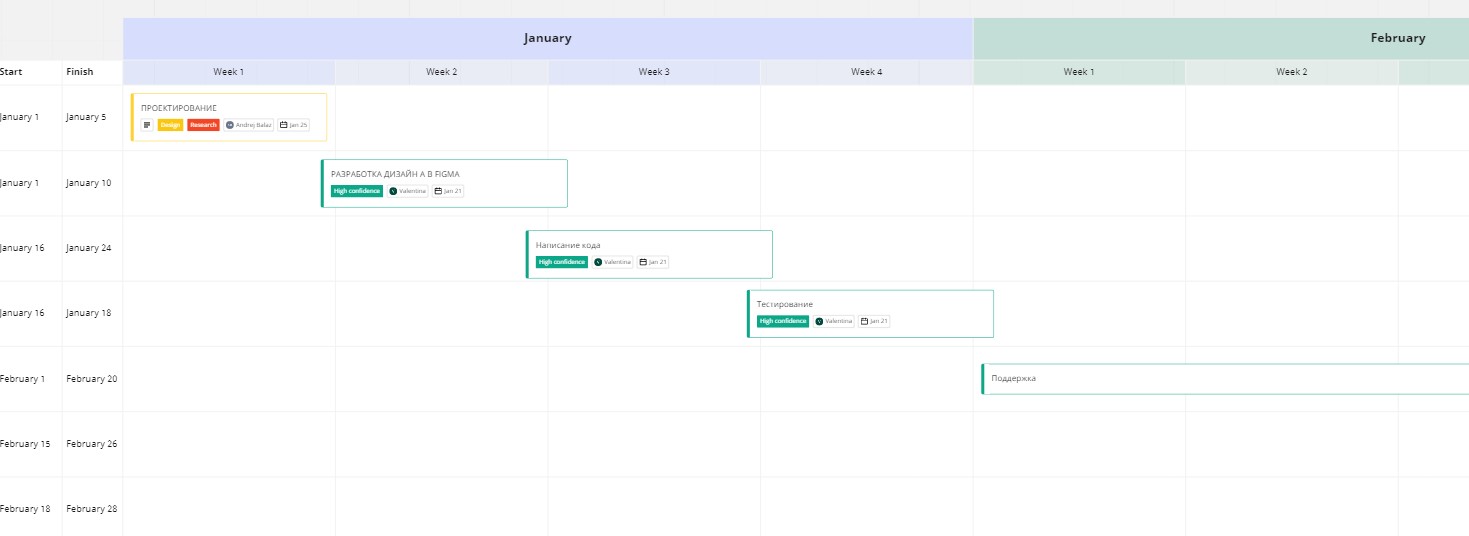 January February
Start Finish Week 1 Week 2 Week 3 Week 4 Week 1 Week 2
January 1 January 5
ПРОЕКТИРОВАНИЕ
Design Research Andrej Balaz Jan 25
January 1 January 10
РАЗРАБОТКА ДИЗАЙН А В FIGMA
High confidence Valentina Jan 21
January 16 January 24
Написание кода
High confidence Valentina Jan 21
January 16 January 18
Тестирование
High confidence Valentina Jan 21
February 1 February 20
Поддержка
February 15 February 26
February 18 February 28